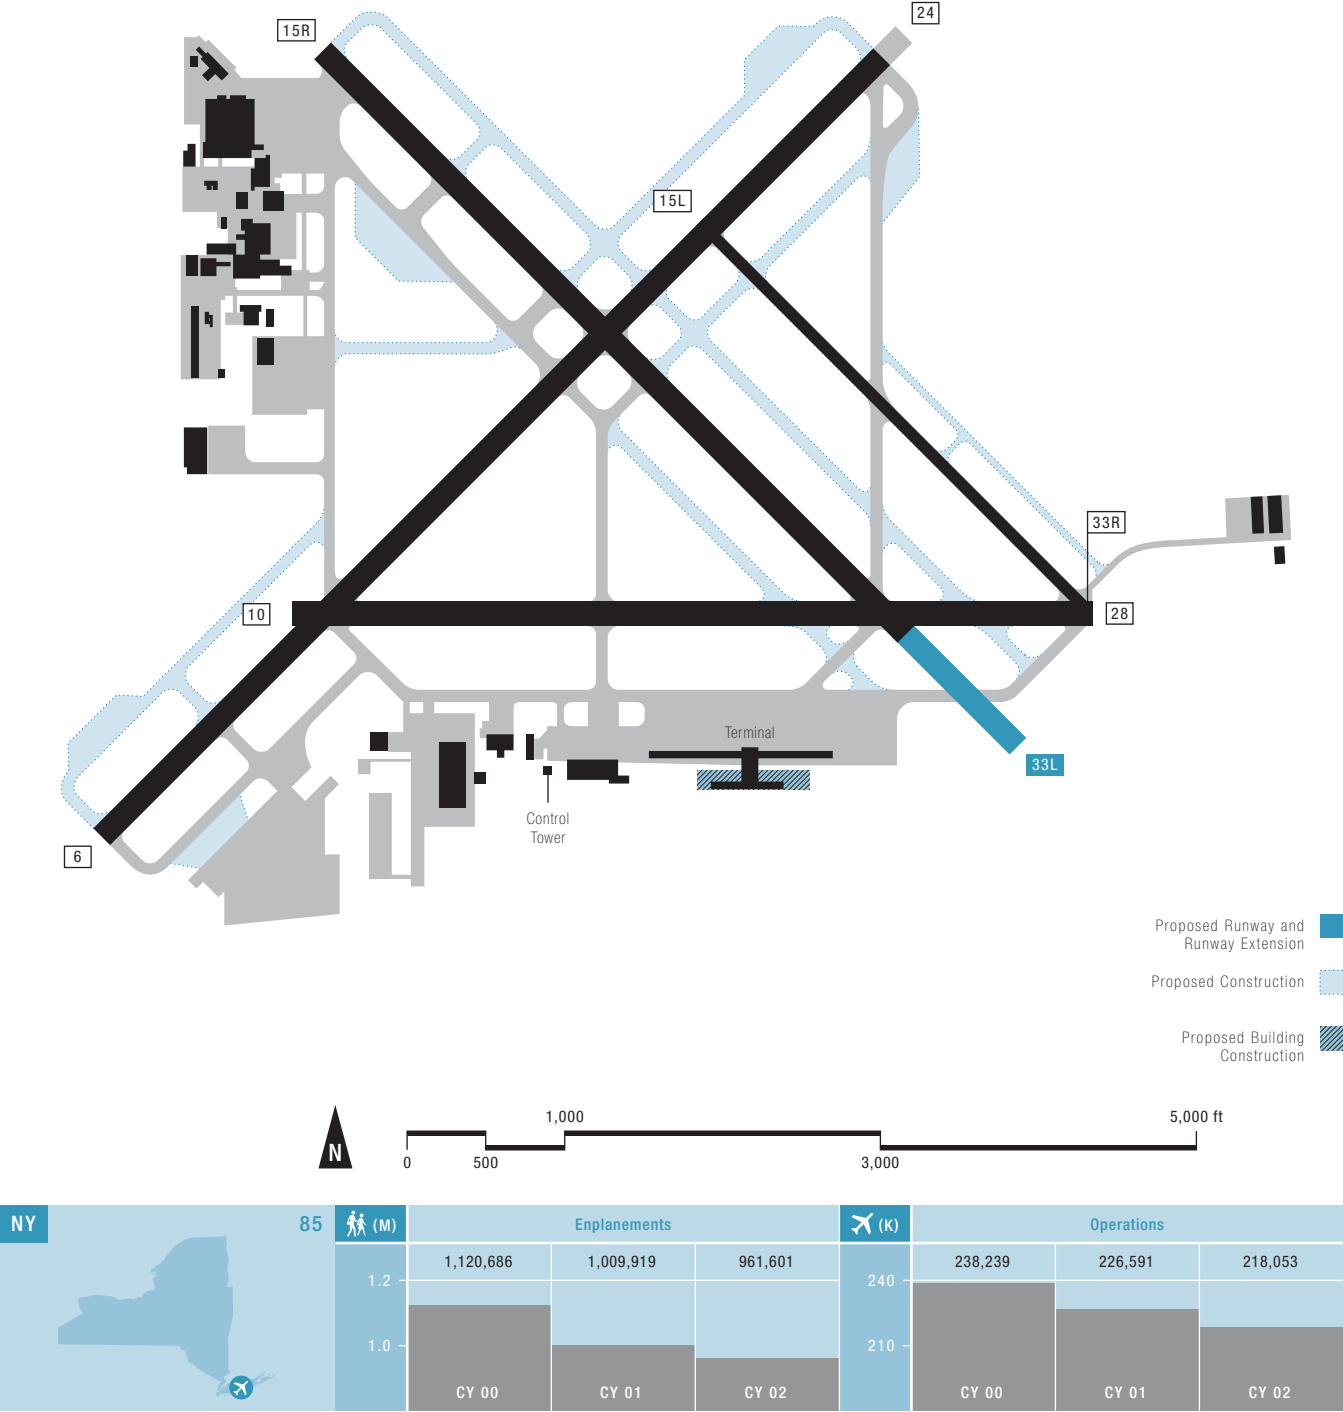 24
15R
15L
33R
10
28
Terminal
33L
Control
Tower
6
Proposed Runway and
Runway Extension
Proposed Construction
Proposed Building
Construction
N
1,000
5,000 ft
0
500
3,000
NY
85
(M)
Enplanements
(K)
Operations
1,120,686
1,009,919
961,601
238,239
226,591
218,053
1.2
240
1.0
210
CY 00
CY 01
CY 02
CY 00
CY 01
CY 02